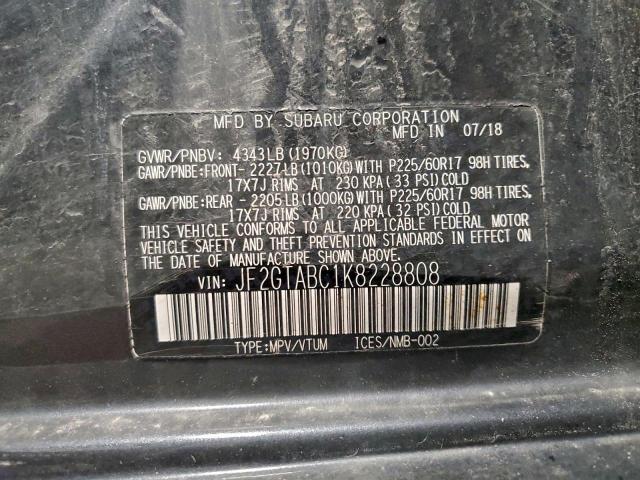 MFD BY SUBARU CORPORATION
MFD IN 07/18
GVWR/PNBV: 4343LB(1970KG)
GAWR/PNBE:FRONT- 2227LB(1010KG)WITH P225/60R17 98H TIRES,
17X7J RIMS AT 230 KPA (33 PSI)COLD
GAWR/PNBE:REAR - 2205LB(1000KG)WITH P225/60R17 98H TIRES,
17X7J RIMS AT 220 KPA (32 PSI)COLD
THIS VEHICLE CONFORMS TO ALL APPLICABLE FEDERAL MOTOR
VEHICLE SAFETY AND THEFT PREVENTION STANDARDS IN EFFECT
ON THE DATE OF MANUFACTURE SHOWN ABOVE.
VIN: JF2GTABC1K8228808
TYPE:MPV/VTUM ICES/NMB-002